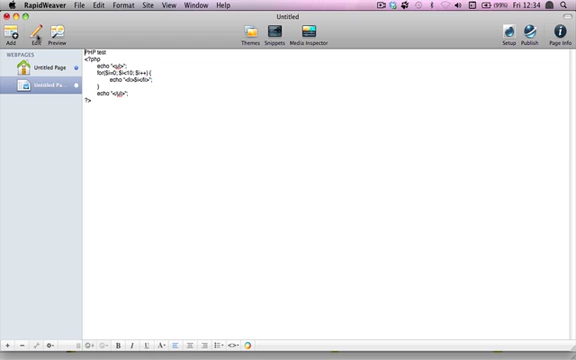 RapidWeaver File Edit Format Insert Site View Window Help (99%) Fri 12:34
Untitled
Add Edit Preview Themes Snippets Media Inspector Setup Publish Page Info
WEBPAGES
Untitled Page
Untitled Pa...
PHP test
<?php
echo "<ul>";
for($i=0; $i<10; $i++) {
echo "<li>$i</li>";
}
echo "</ul>";
?>
B I U A